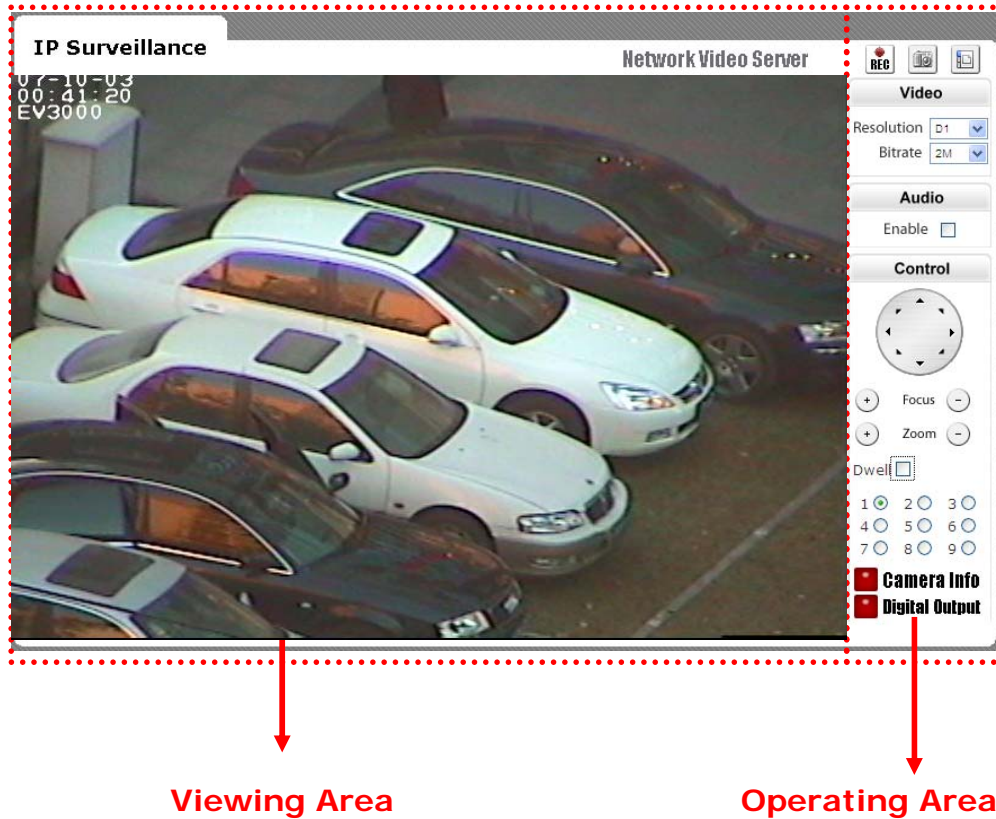 IP Surveillance
Network Video Server
REC
07-10-03
00:41:20
EV3000
Video
Resolution D1
Bitrate 2M
Audio
Enable
Control
+ Focus -
+ Zoom -
Dwell
1 2 3
4 5 6
7 8 9
Camera Info
Digital Output
Viewing Area
Operating Area